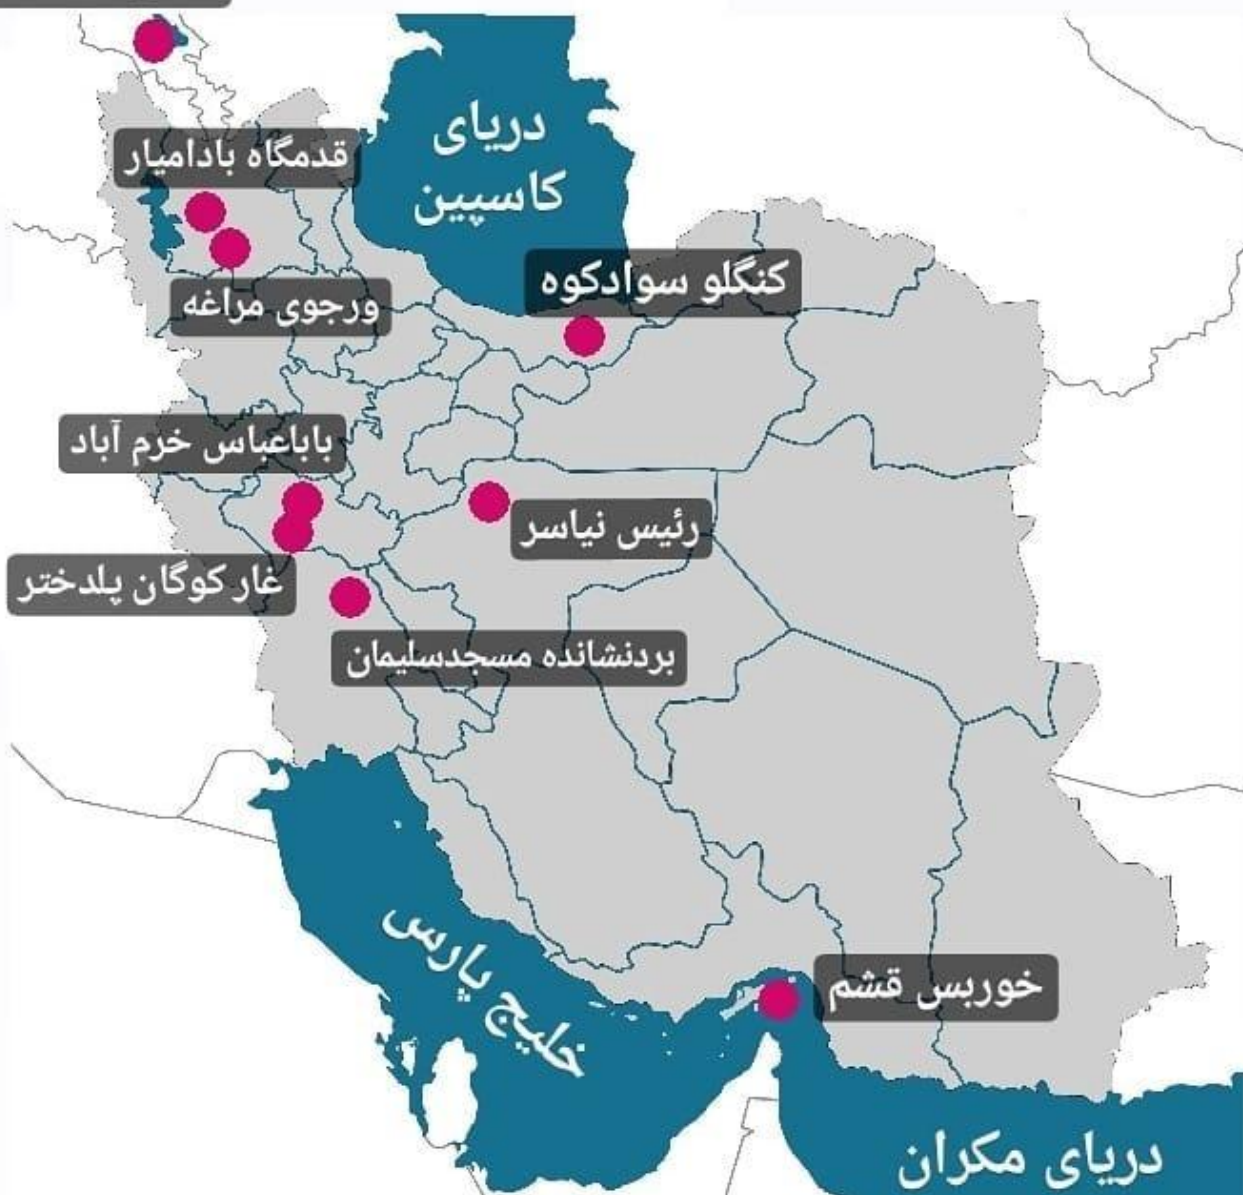 دریای
کاسپین
قدمگاه بادامیار
کنگلو سوادکوه
ورجوی مراغه
باباعباس خرم آباد
رئیس نیاسر
غار کوگان پلدختر
بردنشانده مسجدسلیمان
خلیج پارس
خوربس قشم
دریای مکران